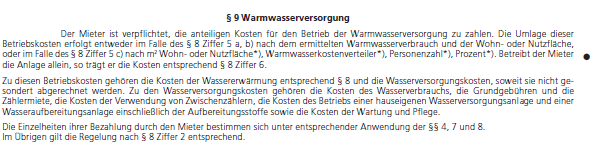 § 9 Warmwasserversorgung
Der Mieter ist verpflichtet, die anteiligen Kosten für den Betrieb der Warmwasserversorgung zu zahlen. Die Umlage dieser
Betriebskosten erfolgt entweder im Falle des § 8 Ziffer 5 a, b) nach dem ermittelten Warmwasserverbrauch und der Wohn- oder Nutzfläche,
oder im Falle des § 8 Ziffer 5 c) nach m² Wohn- oder Nutzfläche*), Warmwasserkostenverteiler*), Personenzahl*), Prozent*). Betreibt der Mieter
die Anlage allein, so trägt er die Kosten entsprechend § 8 Ziffer 6.
Zu diesen Betriebskosten gehören die Kosten der Wassererwärmung entsprechend § 8 und die Wasserversorgungskosten, soweit sie nicht ge-
sondert abgerechnet werden. Zu den Wasserversorgungskosten gehören die Kosten des Wasserverbrauchs, die Grundgebühren und die
Zählermiete, die Kosten der Verwendung von Zwischenzählern, die Kosten des Betriebs einer hauseigenen Wasserversorgungsanlage und einer
Wasseraufbereitungsanlage einschließlich der Aufbereitungsstoffe sowie die Kosten der Wartung und Pflege.
Die Einzelheiten ihrer Bezahlung durch den Mieter bestimmen sich unter entsprechender Anwendung der §§ 4, 7 und 8.
Im Übrigen gilt die Regelung nach § 8 Ziffer 2 entsprechend.